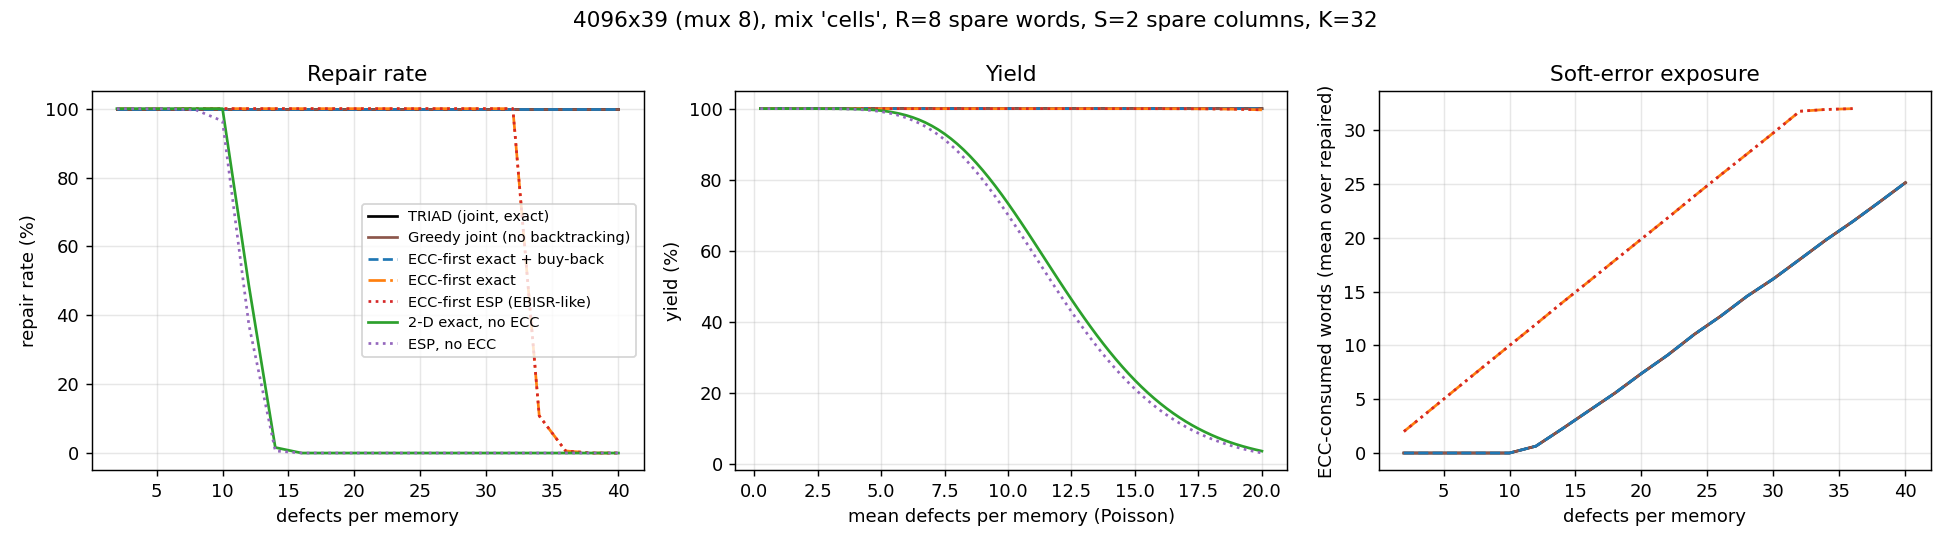 4096x39 (mux 8), mix 'cells', R=8 spare words, S=2 spare columns, K=32
Repair rate
repair rate (%)
100
80
60
40
20
0
5
10
15
20
25
30
35
40
defects per memory
TRIAD (joint, exact)
Greedy joint (no backtracking)
ECC-first exact + buy-back
ECC-first exact
ECC-first ESP (EBISR-like)
2-D exact, no ECC
ESP, no ECC
Yield
yield (%)
100
80
60
40
20
0
0.0
2.5
5.0
7.5
10.0
12.5
15.0
17.5
20.0
mean defects per memory (Poisson)
Soft-error exposure
ECC-consumed words (mean over repaired)
30
25
20
15
10
5
0
5
10
15
20
25
30
35
40
defects per memory